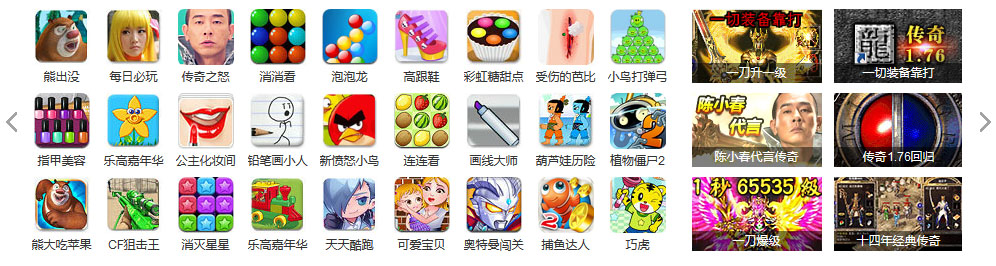 熊出没 每日必玩 传奇之怒 消消看 泡泡龙 高跟鞋 彩虹糖甜点 受伤的芭比 小鸟打弹弓
一切装备靠打
一刀升一级
龍
传奇
1.76
一切装备靠打
指甲美容 乐高嘉年华 公主化妆间 铅笔画小人 新愤怒小鸟 连连看 画线大师 葫芦娃历险 植物僵尸2
陈小春
代言
陈小春代言传奇
传奇1.76回归
熊大吃苹果 CF狙击王 消灭星星 乐高嘉年华 天天酷跑 可爱宝贝 奥特曼闯关 捕鱼达人 巧虎
1秒65535级
一刀爆级
十四年经典传奇